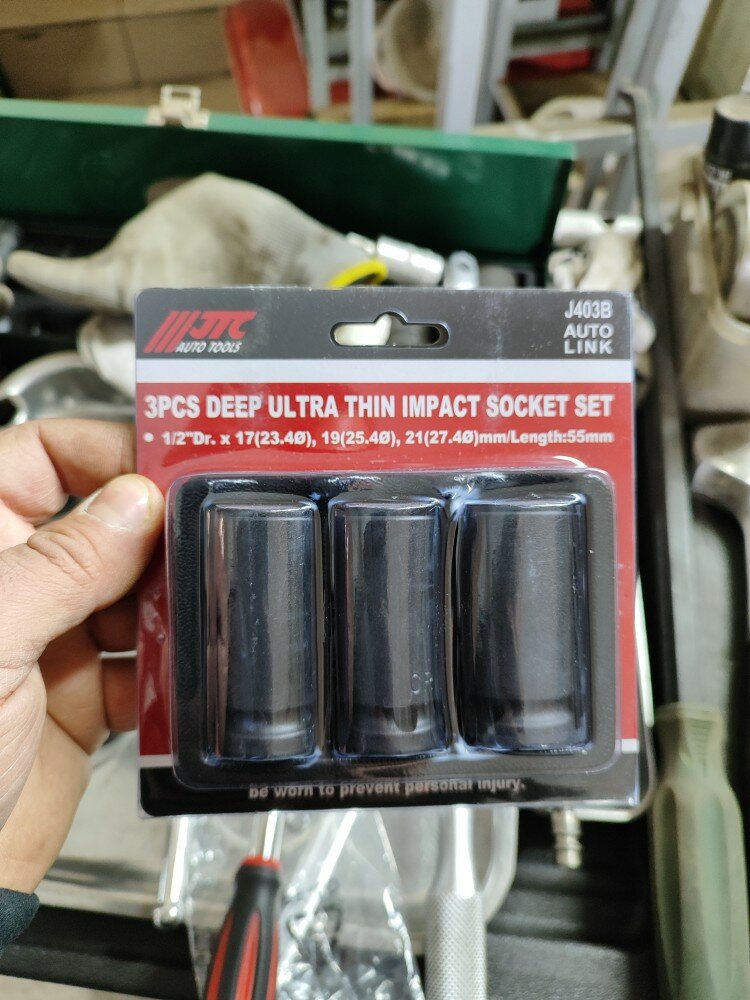 JTC
AUTO TOOLS
J403B
AUTO
LINK
3PCS DEEP ULTRA THIN IMPACT SOCKET SET
• 1/2"Dr. x 17(23.4Ø), 19(25.4Ø), 21(27.4Ø)mm/Length:55mm
be worn to prevent personal injury.